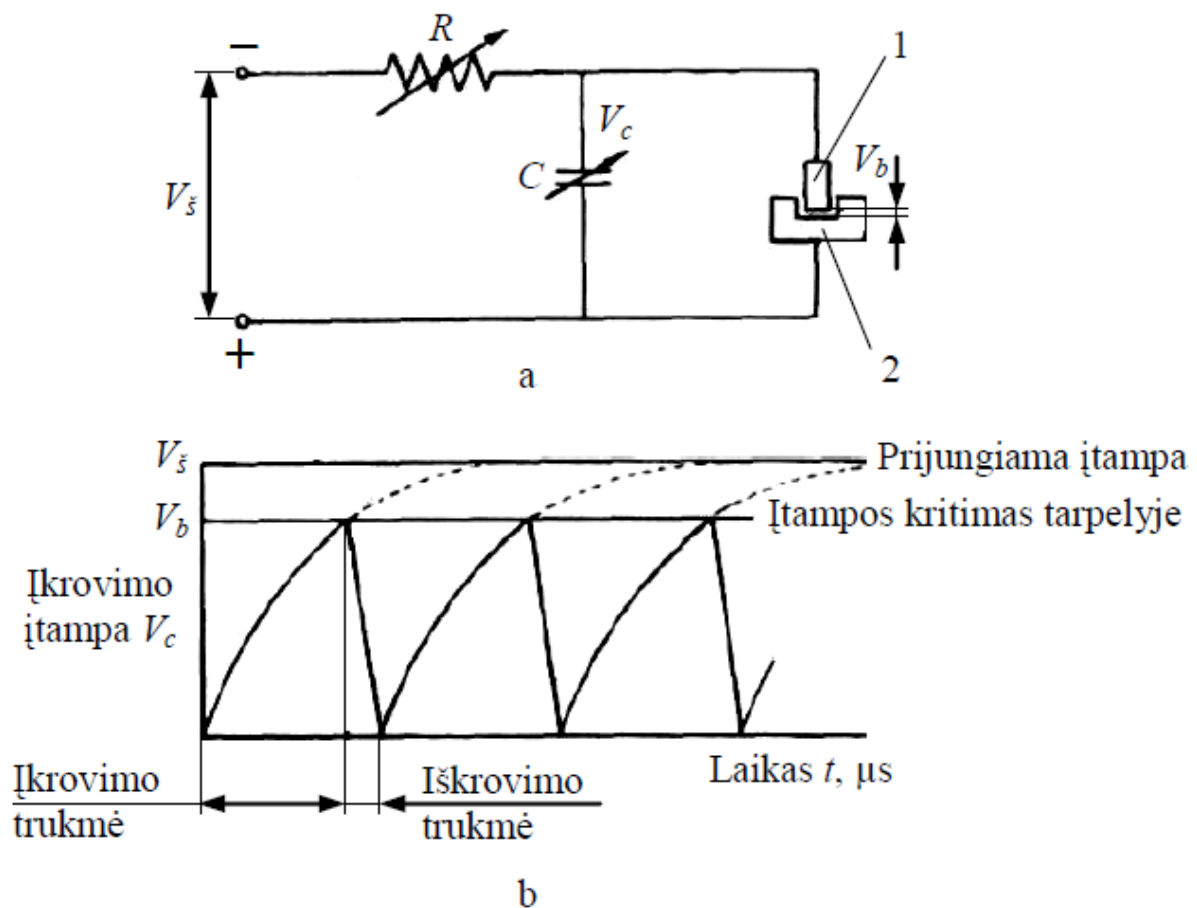 R
1
−
V_c
V_b
C
V_š
+
2
a
V_š
Prijungiama įtampa
V_b
Įtampos kritimas tarpelyje
Įkrovimo
įtampa V_c
Laikas t, µs
Įkrovimo
trukmė
Iškrovimo
trukmė
b